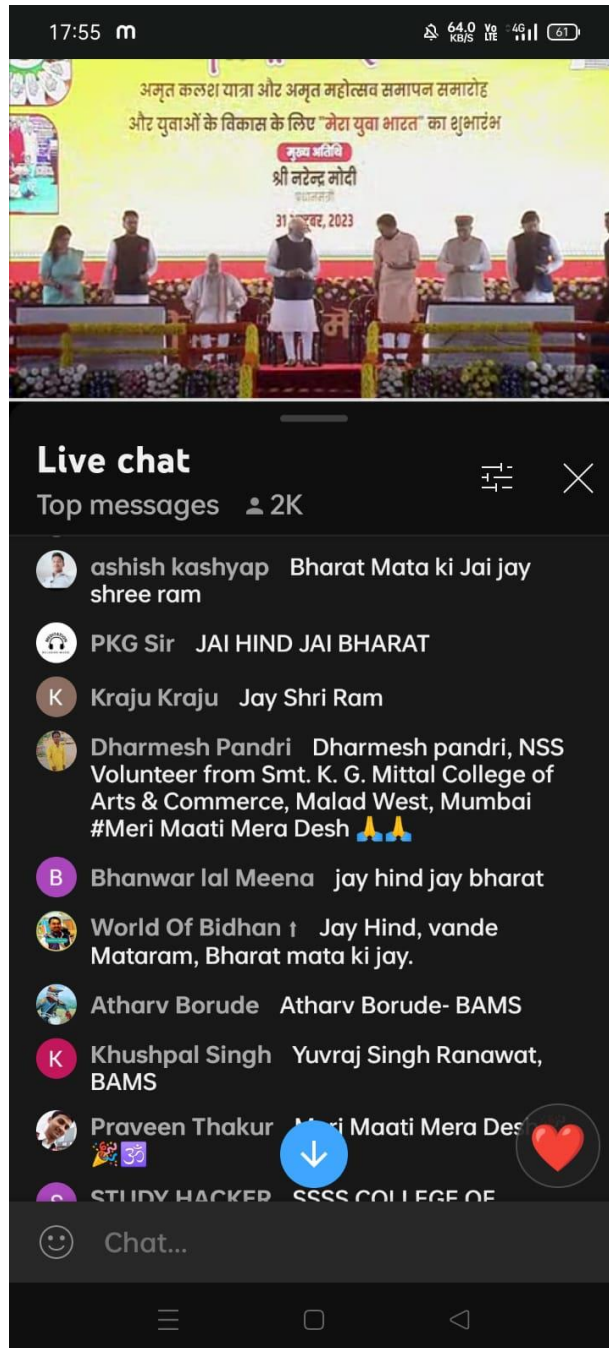 17:55 m 64.0 KB/S Vo LTE 4G 61
अमृत कलश यात्रा और अमृत महोत्सव समापन समारोह
और युवाओं के विकास के लिए "मेरा युवा भारत" का शुभारंभ
मुख्य अतिथि
श्री नरेन्द्र मोदी
प्रधानमंत्री
31 2023
Live chat
Top messages 2K
ashish kashyap Bharat Mata ki Jai jay
shree ram
PKG Sir JAI HIND JAI BHARAT
K Kraju Kraju Jay Shri Ram
Dharmesh Pandri Dharmesh pandri, NSS
Volunteer from Smt. K. G. Mittal College of
Arts & Commerce, Malad West, Mumbai
#Meri Maati Mera Desh 🙏🙏
B Bhanwar lal Meena jay hind jay bharat
World Of Bidhan ↑ Jay Hind, vande
Mataram, Bharat mata ki jay.
Atharv Borude Atharv Borude- BAMS
K Khushpal Singh Yuvraj Singh Ranawat,
BAMS
Praveen Thakur Meri Maati Mera Desh
🎉🕉️
S STUDY HACKER SSSS COLLEGE OF
Chat...